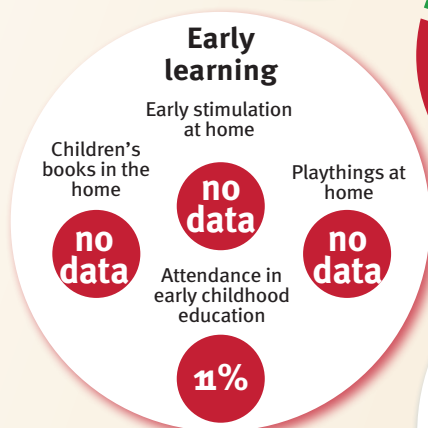 Early
learning
Early stimulation
at home
Children's
books in the
home
no
data
Playthings at
home
no
data
no
data
Attendance in
early childhood
education
11%